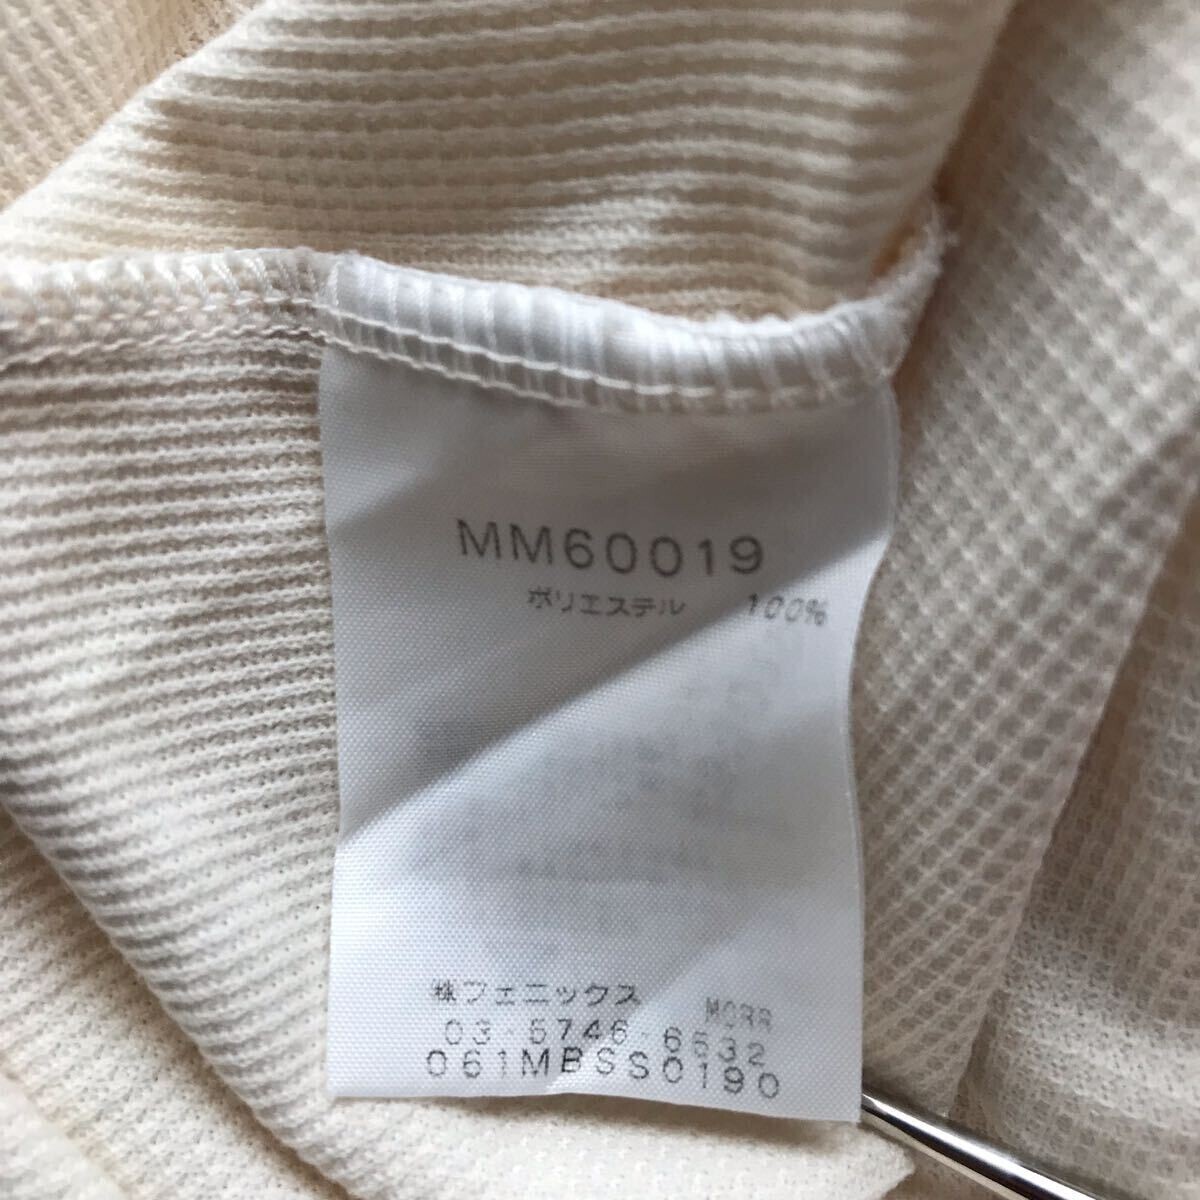 MM60019
ポリエステル 100%
㈱フェニックス MORR
03-5746-6632
061MBSS0190